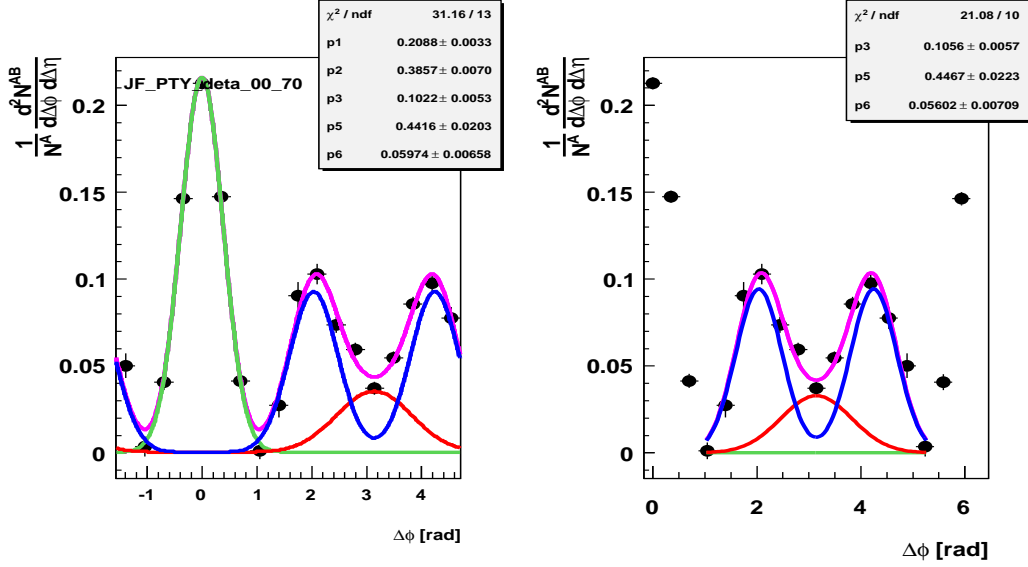 χ² / ndf 31.16 / 13
p1 0.2088 ± 0.0033
p2 0.3857 ± 0.0070
p3 0.1022 ± 0.0053
p5 0.4416 ± 0.0203
p6 0.05974 ± 0.00658
JF_PTY_deta_00_70
1/N^A d²N^AB/dΔϕ dΔη
0.2
0.15
0.1
0.05
0
-1 0 1 2 3 4
Δϕ [rad]
χ² / ndf 21.08 / 10
p3 0.1056 ± 0.0057
p5 0.4467 ± 0.0223
p6 0.05602 ± 0.00709
1/N^A d²N^AB/dΔϕ dΔη
0.2
0.15
0.1
0.05
0
0 2 4 6
Δϕ [rad]